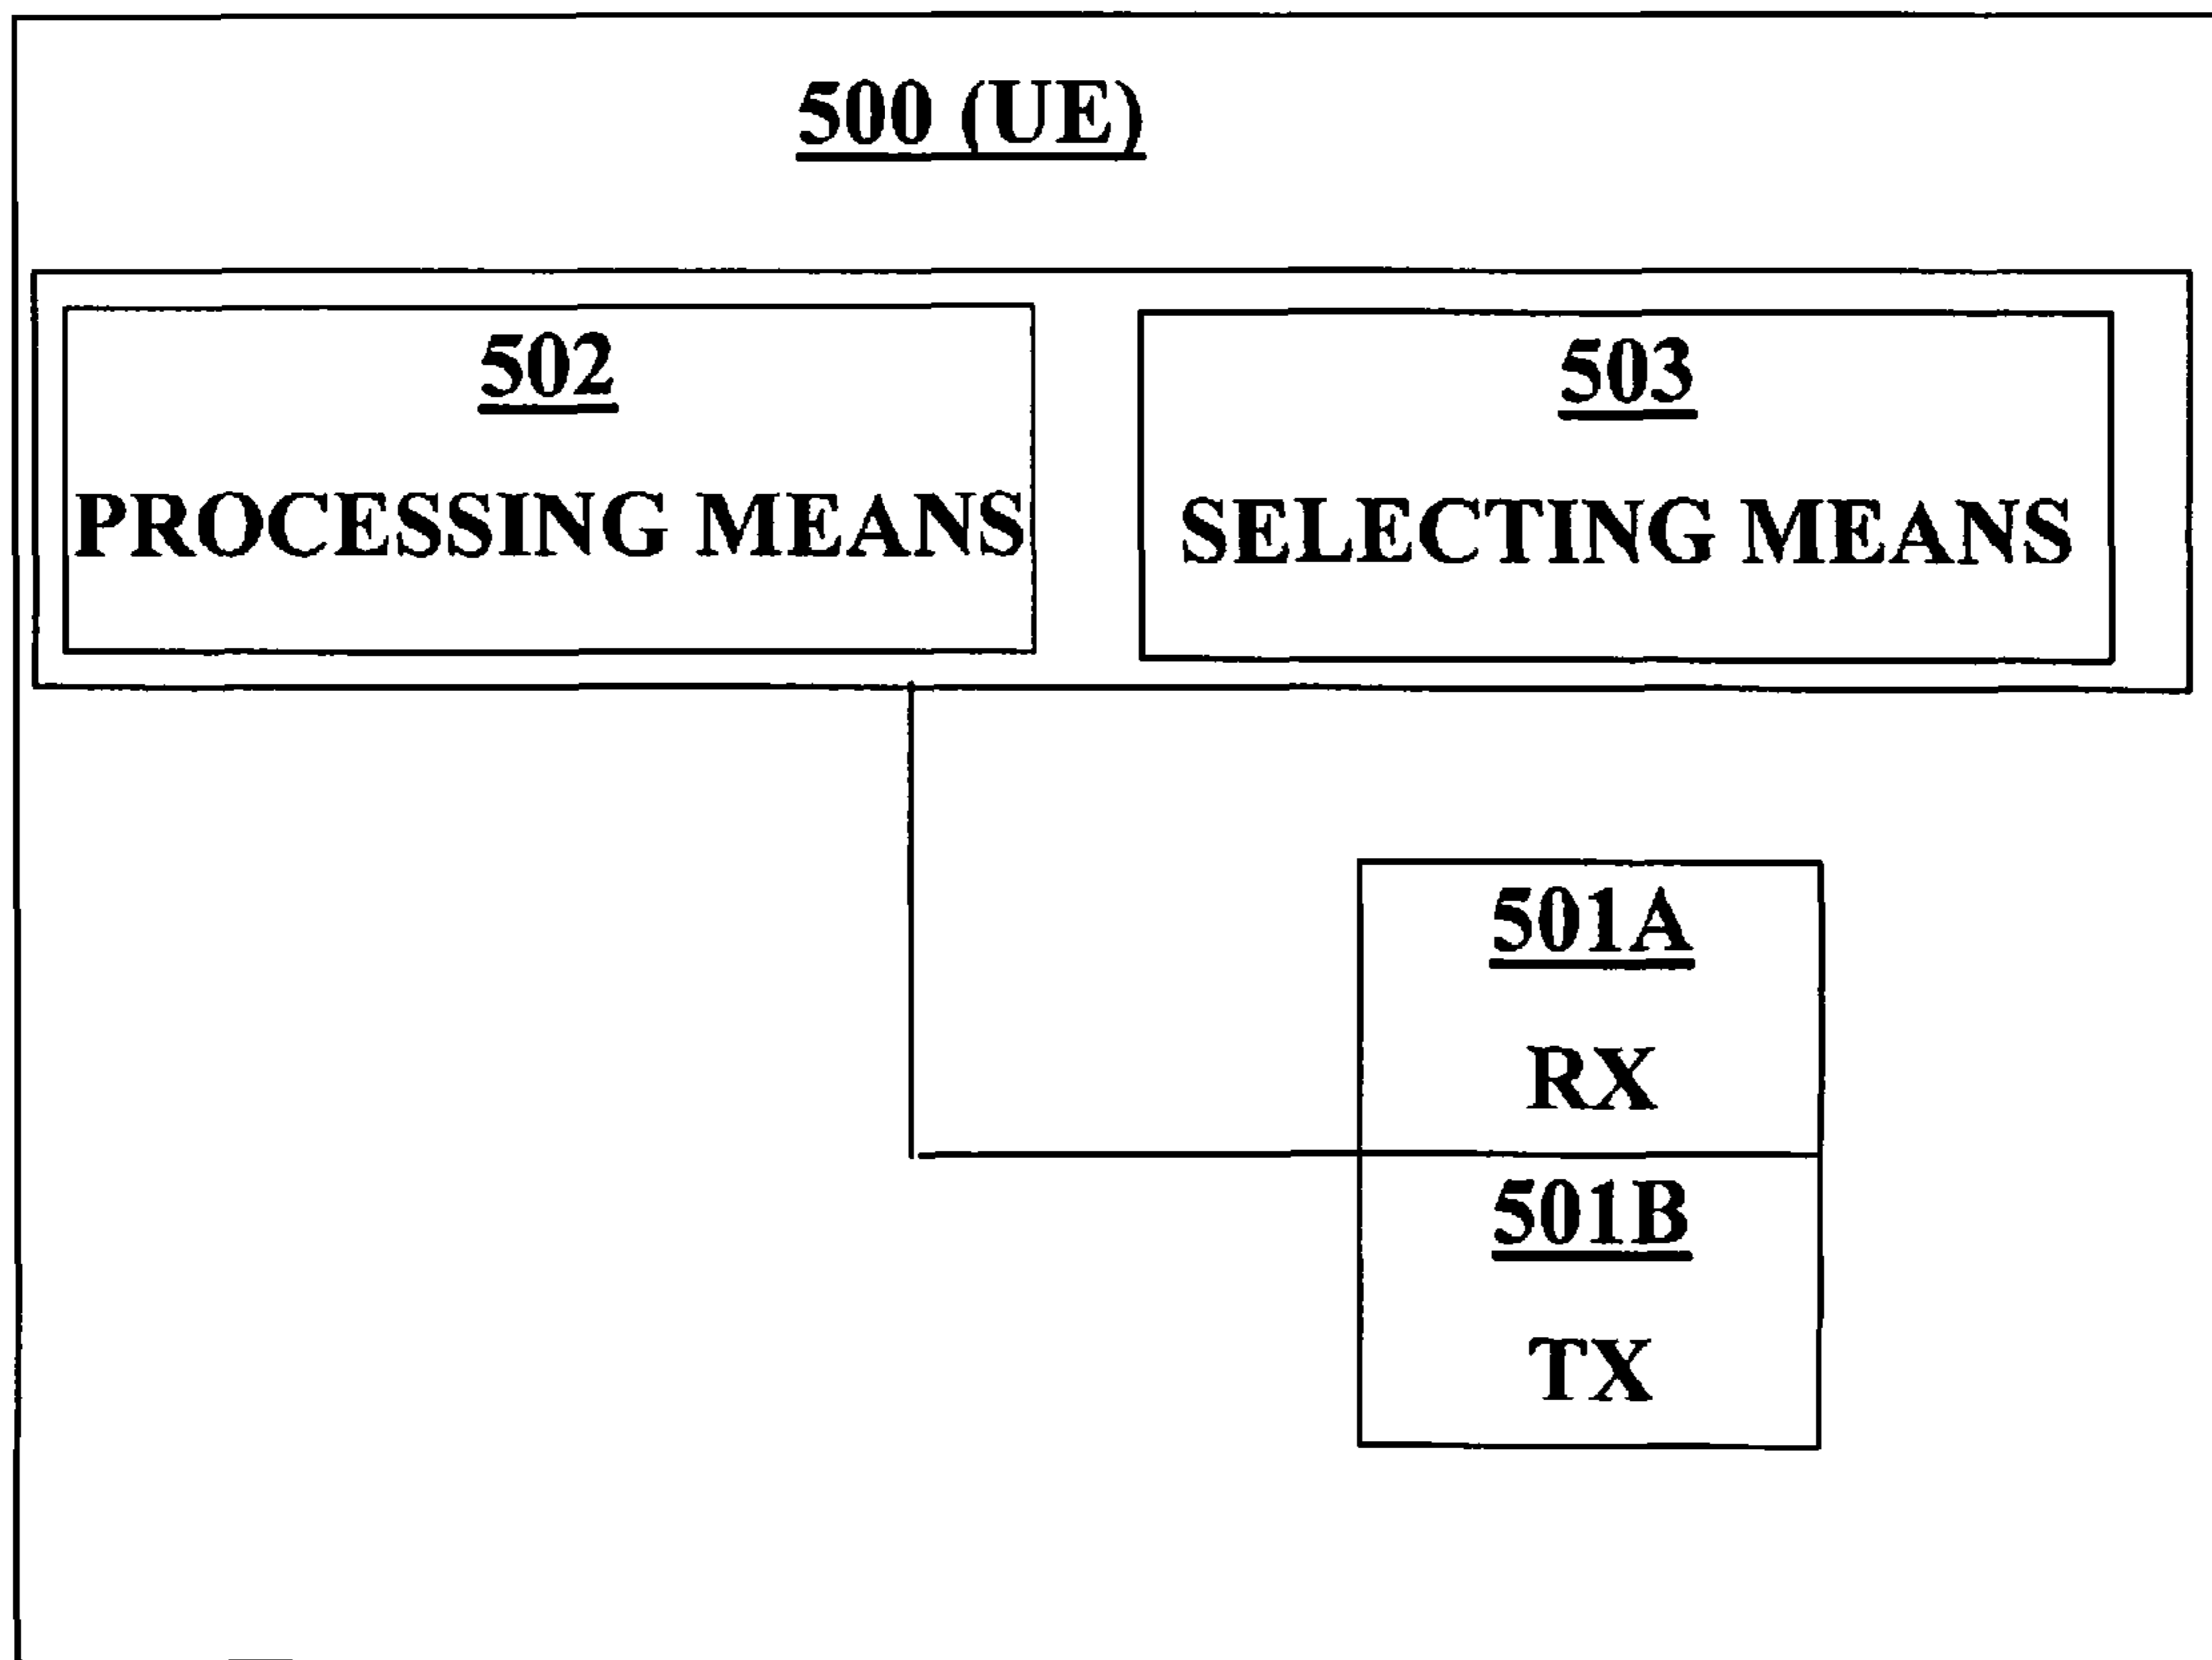 500 (UE)
502
PROCESSING MEANS
503
SELECTING MEANS
501A
RX
501B
TX